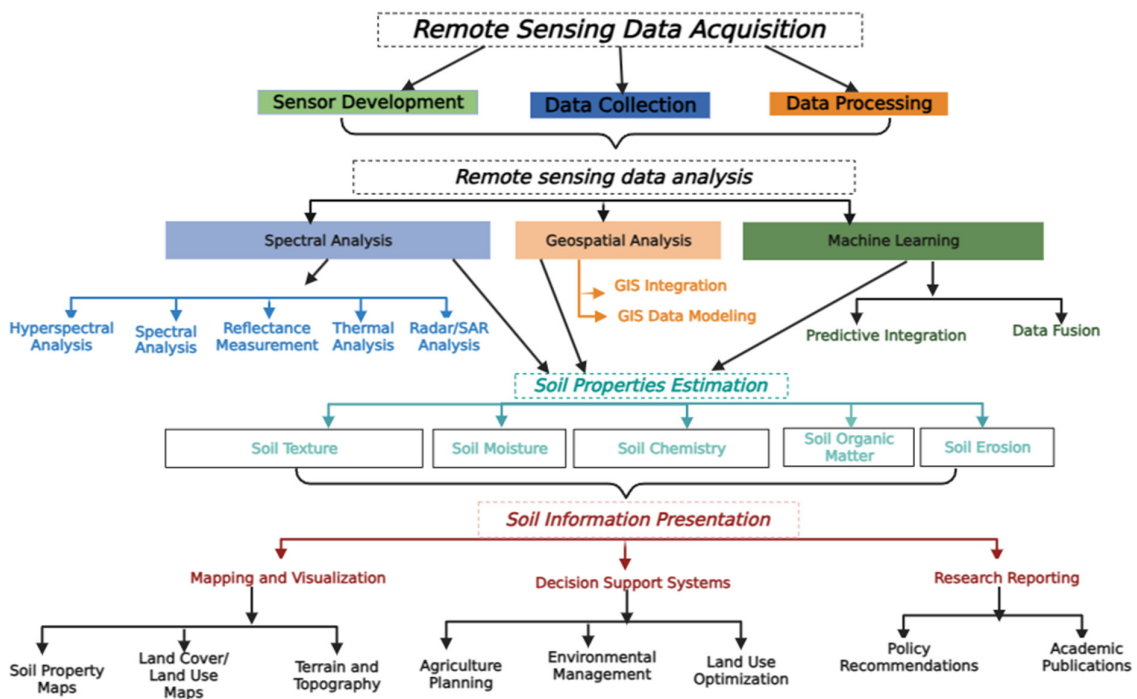 Remote Sensing Data Acquisition
Sensor Development
Data Collection
Data Processing
Remote sensing data analysis
Spectral Analysis
Geospatial Analysis
Machine Learning
GIS Integration
GIS Data Modeling
Hyperspectral
Analysis
Spectral
Analysis
Reflectance
Measurement
Thermal
Analysis
Radar/SAR
Analysis
Predictive Integration
Data Fusion
Soil Properties Estimation
Soil Texture
Soil Moisture
Soil Chemistry
Soil Organic
Matter
Soil Erosion
Soil Information Presentation
Mapping and Visualization
Decision Support Systems
Research Reporting
Soil Property
Maps
Land Cover/
Land Use
Maps
Terrain and
Topography
Agriculture
Planning
Environmental
Management
Land Use
Optimization
Policy
Recommendations
Academic
Publications